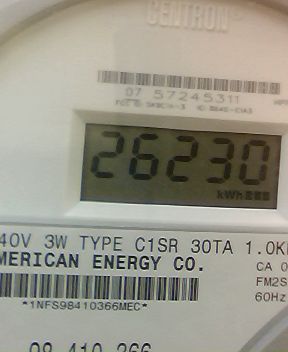 CENTRON®
07 57245311
26230
kWh
40V 3W TYPE C1SR 30TA 1.0K
MERICAN ENERGY CO.
CA 0
FM2S
60Hz
*1NFS98410366MEC*
98 410 366